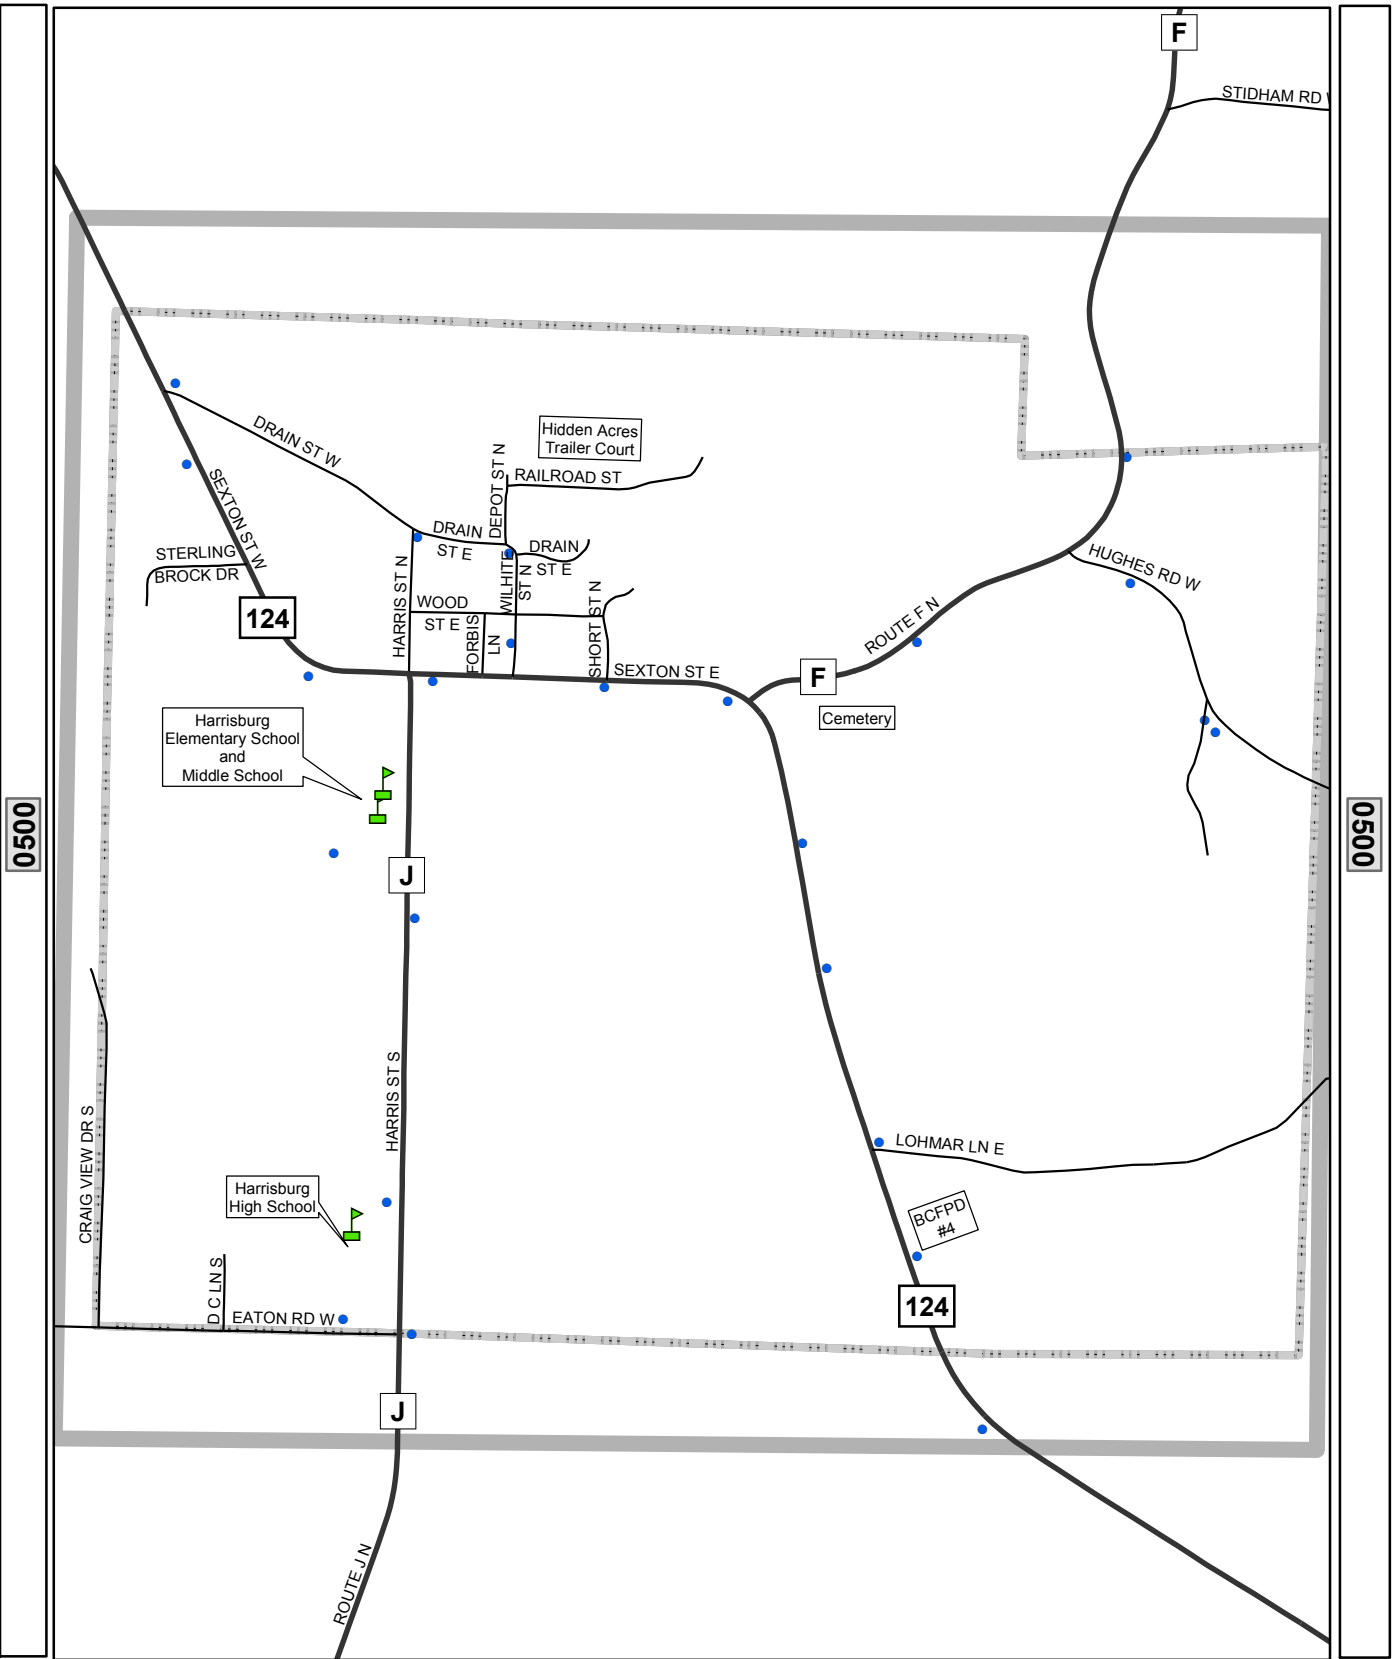 F
STIDHAM RD
Hidden Acres
Trailer Court
DRAIN ST W
DEPOT ST N
RAILROAD ST
SEXTON ST W
DRAIN
ST E
DRAIN
ST E
STERLING
BROCK DR
HARRIS ST N
WILHITE
ST N
HUGHES RD W
124
WOOD
ST E
FORBIS
LN
SHORT ST N
ROUTE F N
SEXTON ST E
F
Cemetery
Harrisburg
Elementary School
and
Middle School
0500
0500
J
HARRIS ST S
CRAIG VIEW DR S
LOHMAR LN E
Harrisburg
High School
BCFPD
#4
D C LN S
EATON RD W
124
J
ROUTE J N